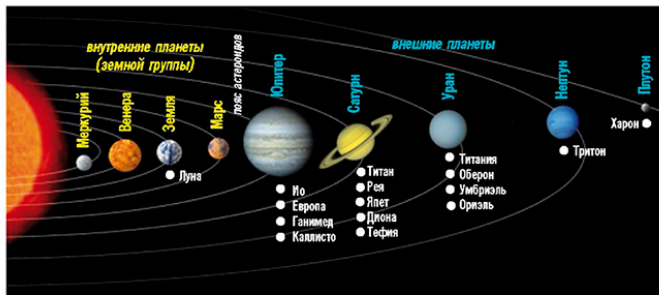 внутренние планеты
(земной группы)
внешние планеты
Меркурий
Венера
Земля
Луна
Марс
пояс астероидов
Юпитер
Ио
Европа
Ганимед
Каллисто
Сатурн
Титан
Рея
Япет
Диона
Тефия
Уран
Титания
Оберон
Умбриэль
Ориэль
Нептун
Тритон
Плутон
Харон